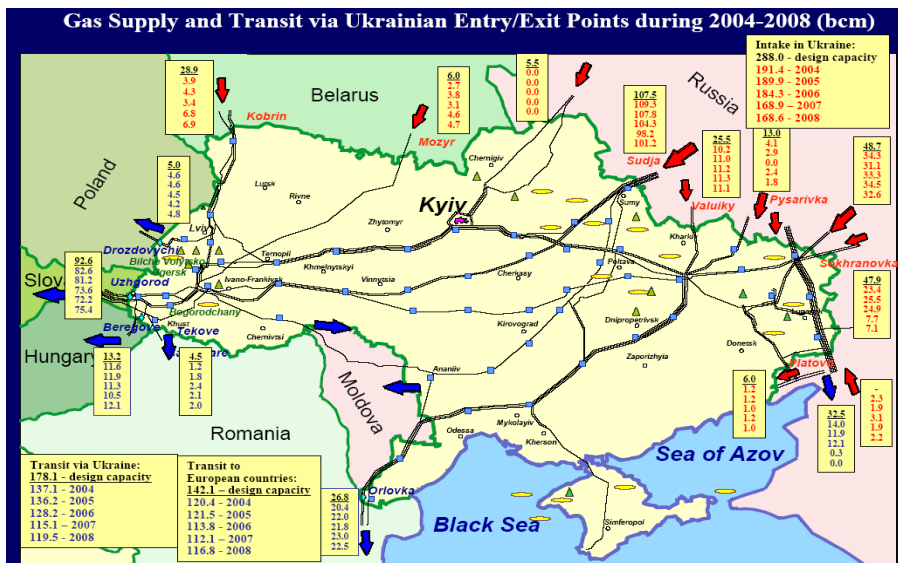 Gas Supply and Transit via Ukrainian Entry/Exit Points during 2004-2008 (bcm)
Intake in Ukraine:
288.0 - design capacity
191.4 - 2004
189.9 - 2005
184.3 - 2006
168.9 – 2007
168.6 - 2008
28.9
3.9
4.3
3.4
6.8
6.9
Kobrin
Belarus
6.0
2.7
3.8
3.1
4.6
4.7
Mozyr
5.5
0.0
0.0
0.0
0.0
0.0
Russia
107.5
109.3
107.8
104.3
98.2
101.2
Sudja
25.5
10.2
11.0
11.2
11.3
11.1
Valuiky
13.0
4.1
2.9
0.0
2.4
1.8
Pysarivka
48.7
34.3
31.1
33.3
34.5
32.6
Sokhranovka
47.9
23.4
25.5
24.9
7.7
7.1
Poland
5.0
4.6
4.6
4.5
4.2
4.8
Drozdovychi
Chernigiv
Lugsk
Rivne
Kyiv
Sumy
Zhytomyr
Lviv
Kharkiv
Bilche Volytsko
Ugersk
Ternopil
Khmelnytskyi
Poltava
Slova
92.6
82.6
81.2
73.6
72.2
75.4
Uzhgorod
Ivano-Frankivsk
Vinnytsia
Cherkasy
Bogorodchany
Beregove
Khust
Tekove
Chernivtsi
Kirovograd
Dnipropetrivsk
Donetsk
Zaporizhyia
Platovo
Hungary
13.2
11.6
11.9
11.3
10.5
12.1
4.5
1.2
1.8
2.4
2.1
2.0
Moldova
Ananiiv
6.0
1.2
1.2
1.0
1.2
1.0
32.5
14.0
11.9
12.1
0.3
0.0
-
2.3
1.9
3.1
1.9
2.2
Romania
Odessa
Mykolayiv
Kherson
Sea of Azov
Transit via Ukraine:
178.1 - design capacity
137.1 - 2004
136.2 - 2005
128.2 - 2006
115.1 – 2007
119.5 - 2008
Transit to
European countries:
142.1 – design capacity
120.4 - 2004
121.5 - 2005
113.8 - 2006
112.1 – 2007
116.8 - 2008
Orlovka
26.8
20.4
22.0
21.8
23.0
22.5
Black Sea
Simferopol